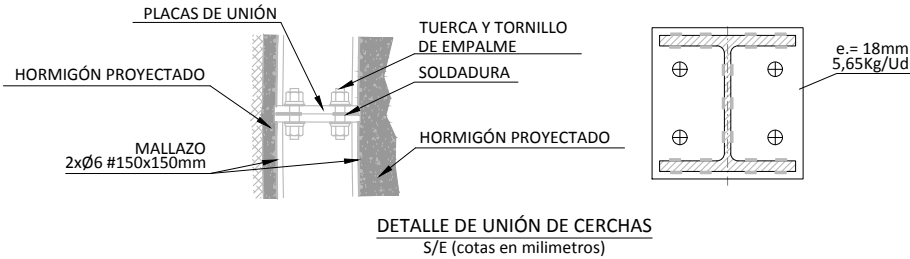 PLACAS DE UNIÓN
TUERCA Y TORNILLO
DE EMPALME
HORMIGÓN PROYECTADO
SOLDADURA
MALLAZO
2xØ6 #150x150mm
HORMIGÓN PROYECTADO
e.= 18mm
5,65Kg/Ud
DETALLE DE UNIÓN DE CERCHAS
S/E (cotas en milimetros)